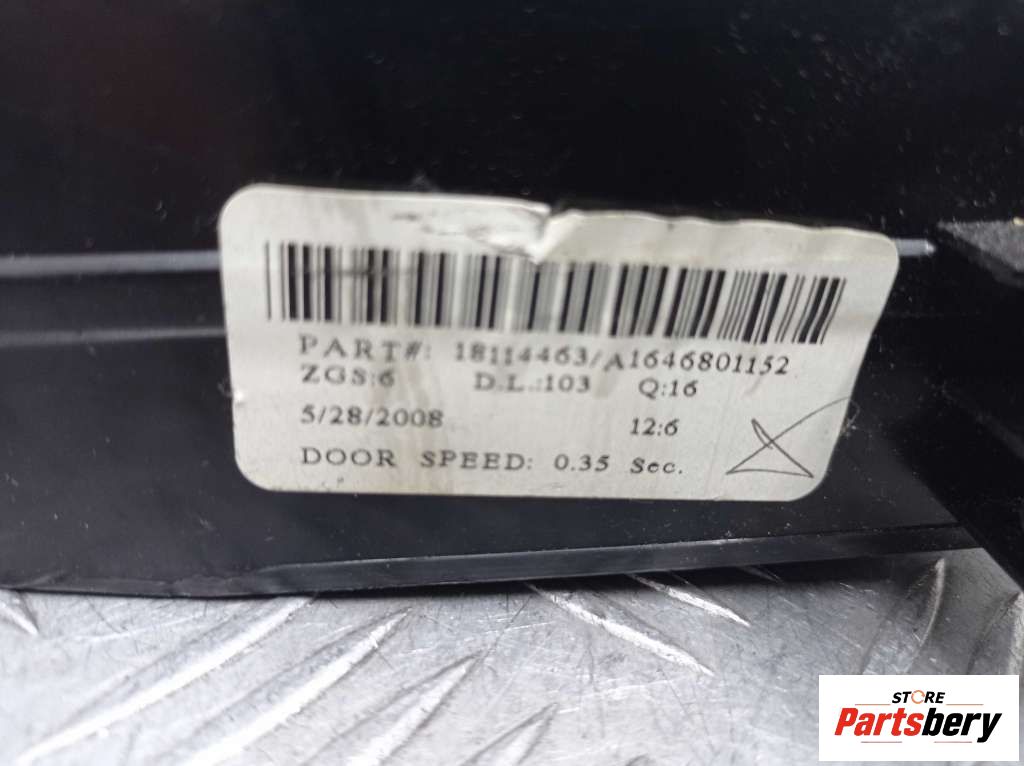 PART#: 18114463/A1646801152
ZGS:6 D.L.:103 Q:16
5/28/2008 12:6
DOOR SPEED: 0.35 Sec.
STORE
Partsbery